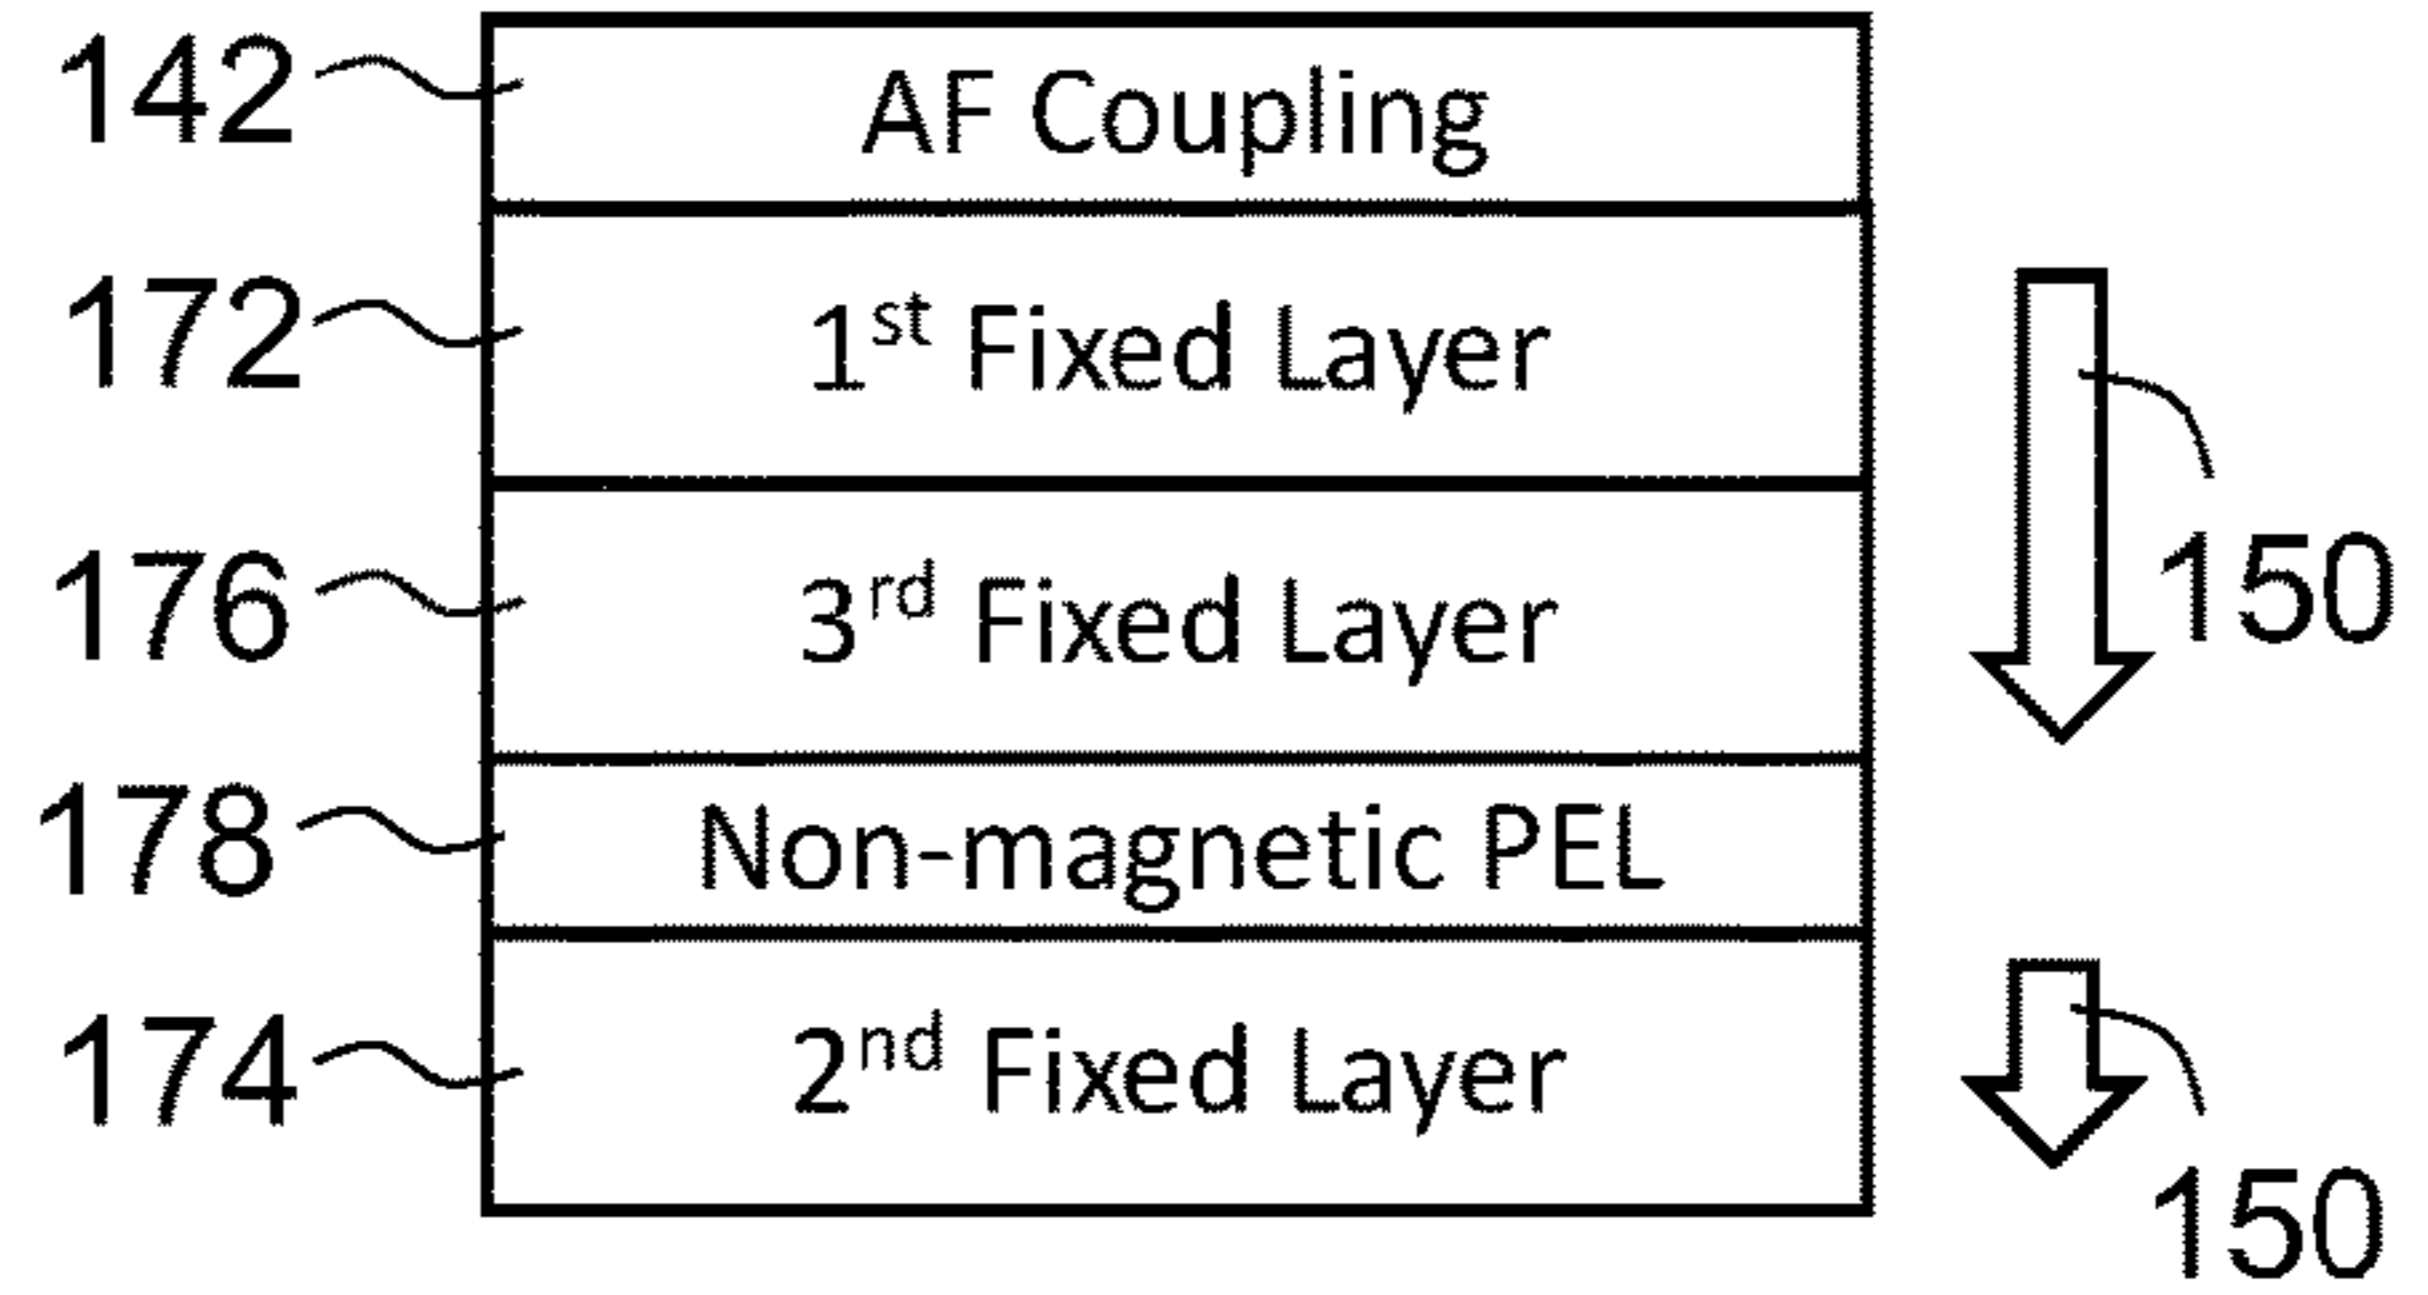 142 AF Coupling
172 1st Fixed Layer
150
176 3rd Fixed Layer
178 Non-magnetic PEL
174 2nd Fixed Layer
150